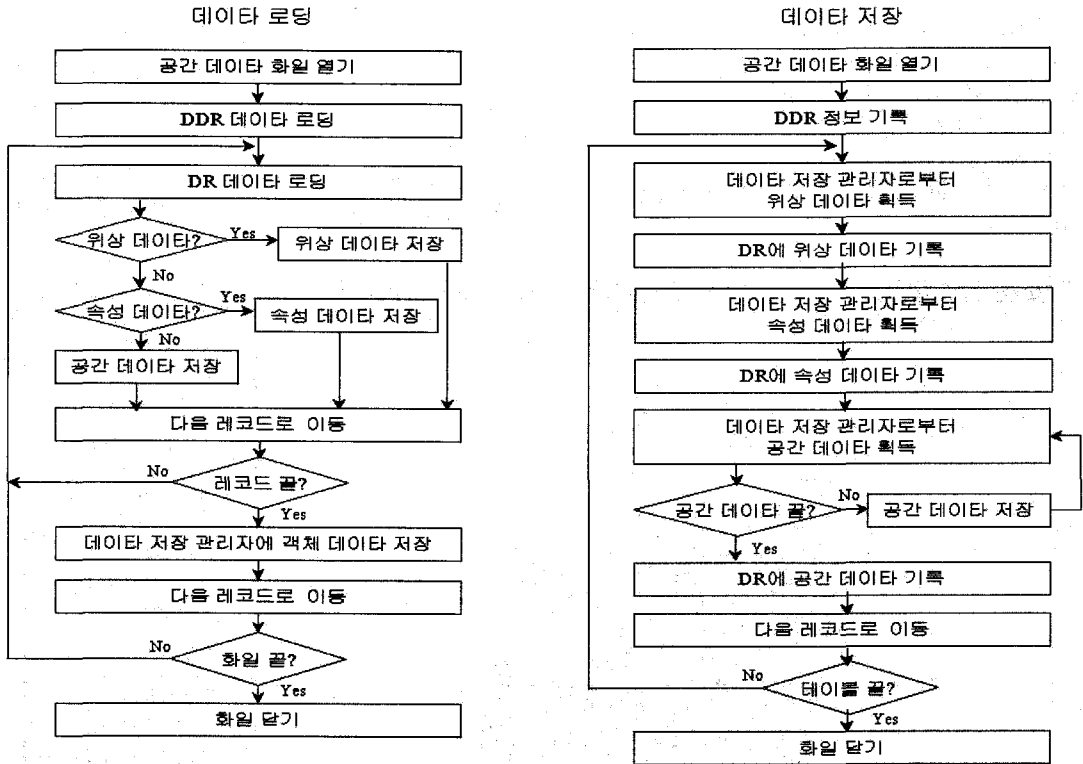 데이타 로딩
공간 데이타 화일 열기
DDR 데이타 로딩
DR 데이타 로딩
위상 데이타?
Yes
위상 데이타 저장
No
속성 데이타?
Yes
속성 데이타 저장
No
공간 데이타 저장
다음 레코드로 이동
No
레코드 끝?
Yes
데이타 저장 관리자에 객체 데이타 저장
다음 레코드로 이동
No
화일 끝?
Yes
화일 닫기
데이타 저장
공간 데이타 화일 열기
DDR 정보 기록
데이타 저장 관리자로부터
위상 데이타 획득
DR에 위상 데이타 기록
데이타 저장 관리자로부터
속성 데이타 획득
DR에 속성 데이타 기록
데이타 저장 관리자로부터
공간 데이타 획득
공간 데이타 끝?
No
공간 데이타 저장
Yes
DR에 공간 데이타 기록
다음 레코드로 이동
No
테이블 끝?
Yes
화일 닫기